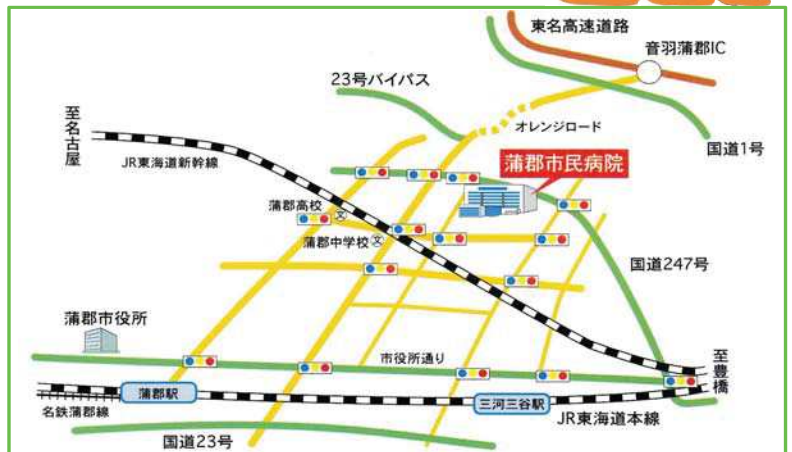 東名高速道路
音羽蒲郡IC
23号バイパス
至名古屋
オレンジロード
JR東海道新幹線
国道1号
蒲郡市民病院
蒲郡高校
文
蒲郡中学校
文
国道247号
蒲郡市役所
市役所通り
至豊橋
蒲郡駅
三河三谷駅
名鉄蒲郡線
JR東海道本線
国道23号